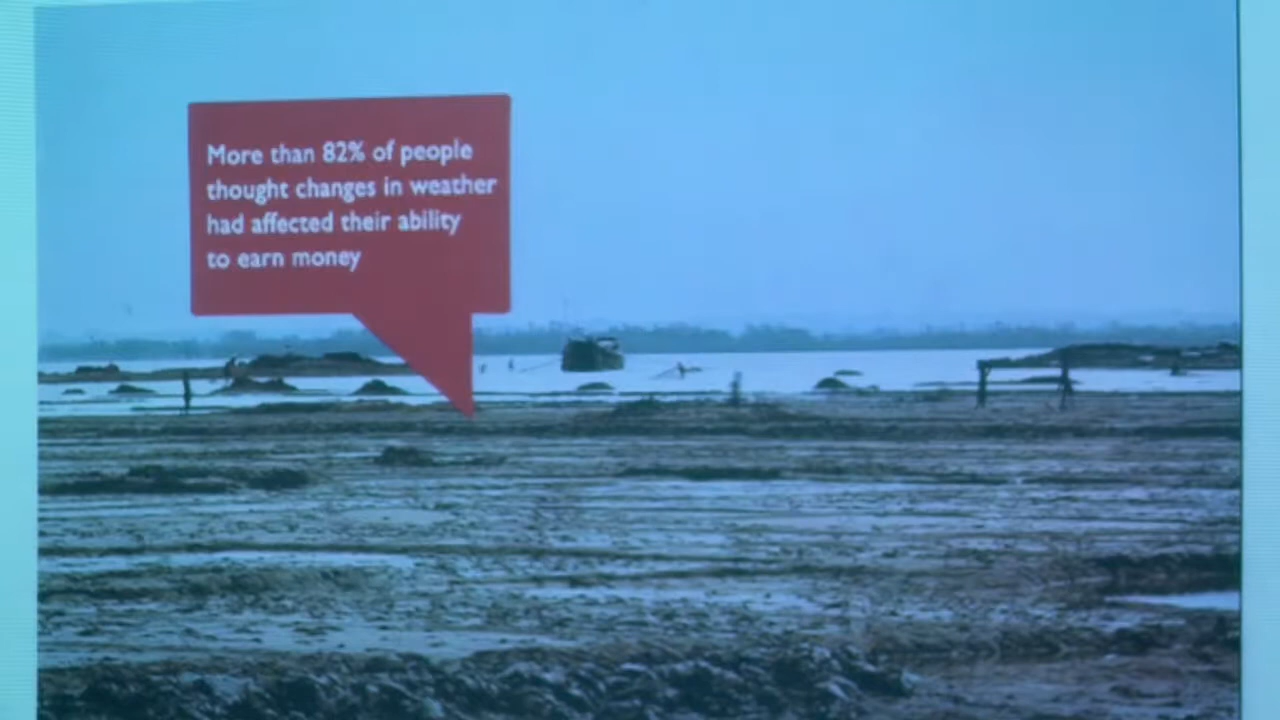 More than 82% of people
thought changes in weather
had affected their ability
to earn money